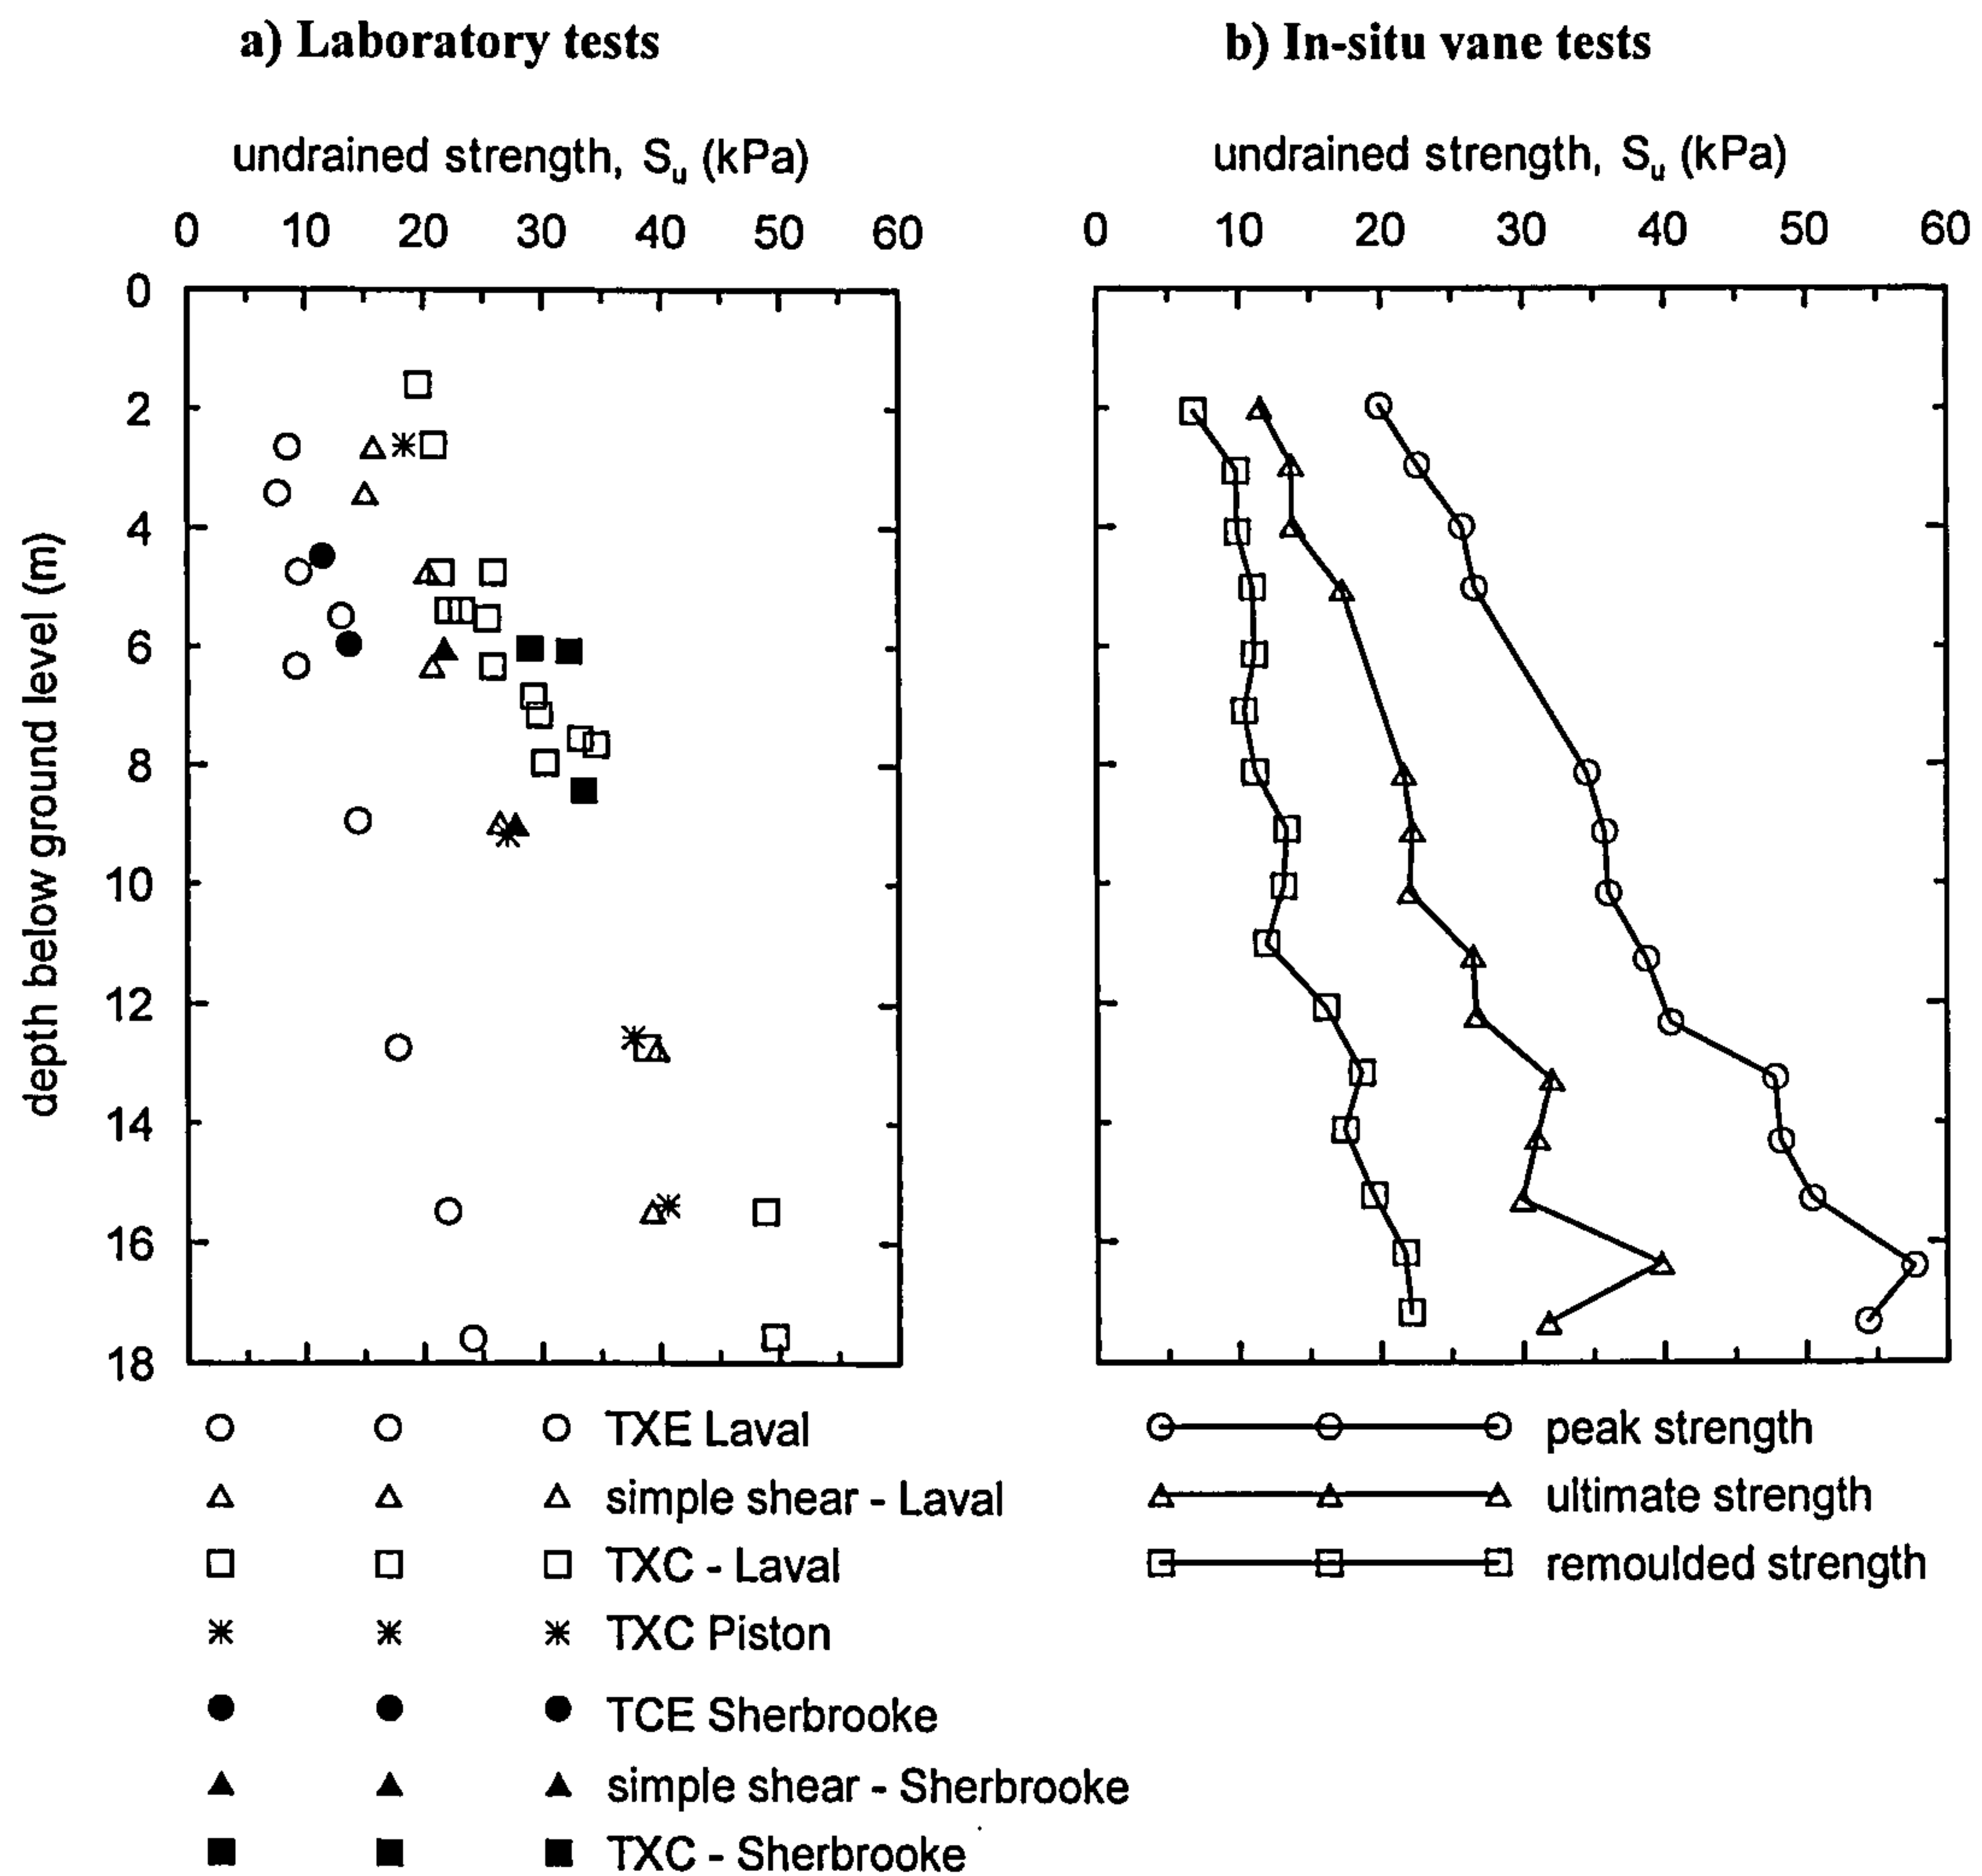 a) Laboratory tests
undrained strength, Su (kPa)
0 10 20 30 40 50 60
0
2
4
6
8
10
12
14
16
18
depth below ground level (m)
TXE Laval
simple shear - Laval
TXC - Laval
TXC Piston
TCE Sherbrooke
simple shear - Sherbrooke
TXC - Sherbrooke
b) In-situ vane tests
undrained strength, Su (kPa)
0 10 20 30 40 50 60
peak strength
ultimate strength
remoulded strength